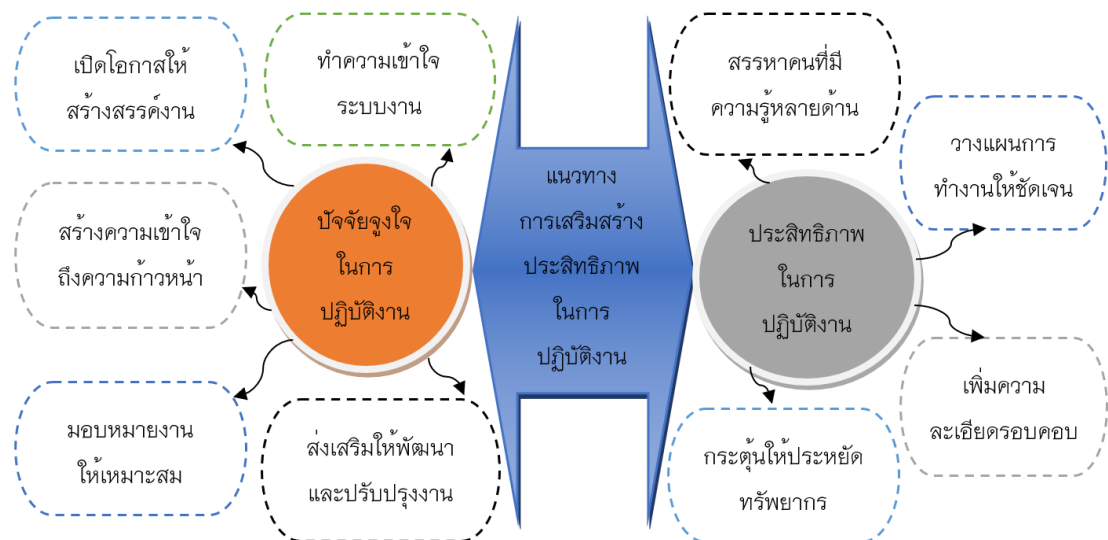 เปิดโอกาสให้
สร้างสรรค์งาน
ทำความเข้าใจ
ระบบงาน
สร้างความเข้าใจ
ถึงความก้าวหน้า
ปัจจัยจูงใจ
ในการ
ปฏิบัติงาน
มอบหมายงาน
ให้เหมาะสม
ส่งเสริมให้พัฒนา
และปรับปรุงงาน
แนวทาง
การเสริมสร้าง
ประสิทธิภาพ
ในการ
ปฏิบัติงาน
สรรหาคนที่มี
ความรู้หลายด้าน
วางแผนการ
ทำงานให้ชัดเจน
ประสิทธิภาพ
ในการ
ปฏิบัติงาน
เพิ่มความ
ละเอียดรอบคอบ
กระตุ้นให้ประหยัด
ทรัพยากร